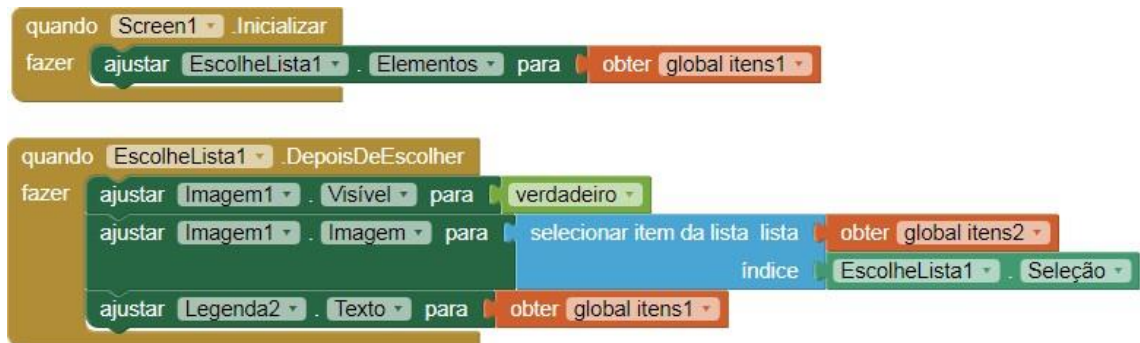 quando Screen1 .Inicializar
fazer ajustar EscolheLista1 . Elementos para obter global itens1
quando EscolheLista1 .DepoisDeEscolher
fazer ajustar Imagem1 . Visível para verdadeiro
ajustar Imagem1 . Imagem para selecionar item da lista lista obter global itens2
índice EscolheLista1 . Seleção
ajustar Legenda2 . Texto para obter global itens1